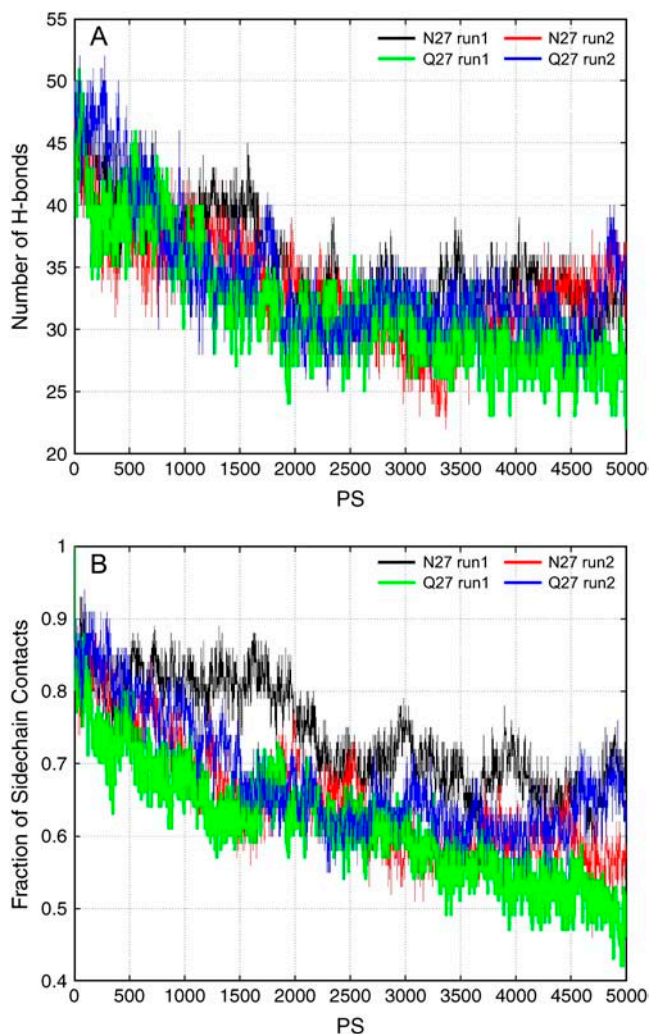 A
N27 run1 N27 run2
Q27 run1 Q27 run2
55
50
45
40
35
30
25
20
Number of H-bonds
0 500 1000 1500 2000 2500 3000 3500 4000 4500 5000
PS
B
N27 run1 N27 run2
Q27 run1 Q27 run2
1
0.9
0.8
0.7
0.6
0.5
0.4
Fraction of Sidechain Contacts
0 500 1000 1500 2000 2500 3000 3500 4000 4500 5000
PS